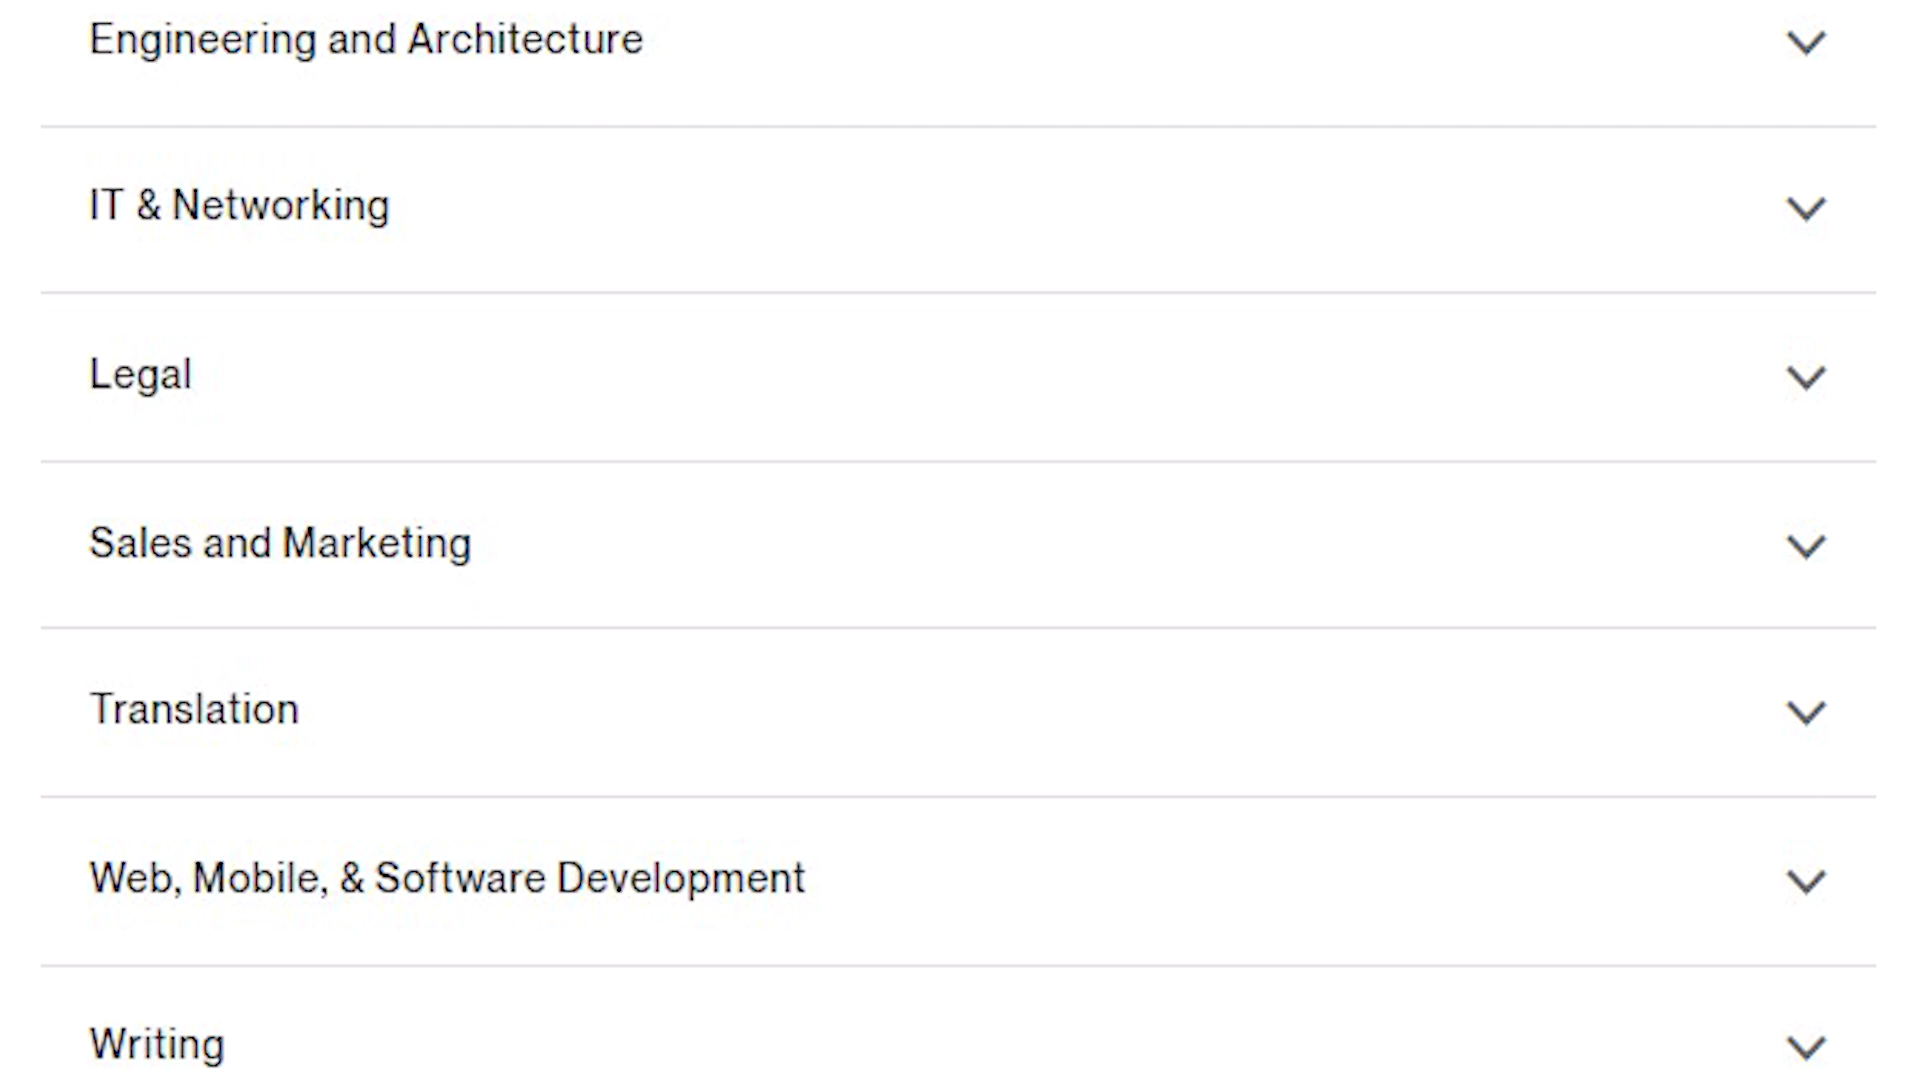 Engineering and Architecture
IT & Networking
Legal
Sales and Marketing
Translation
Web, Mobile, & Software Development
Writing